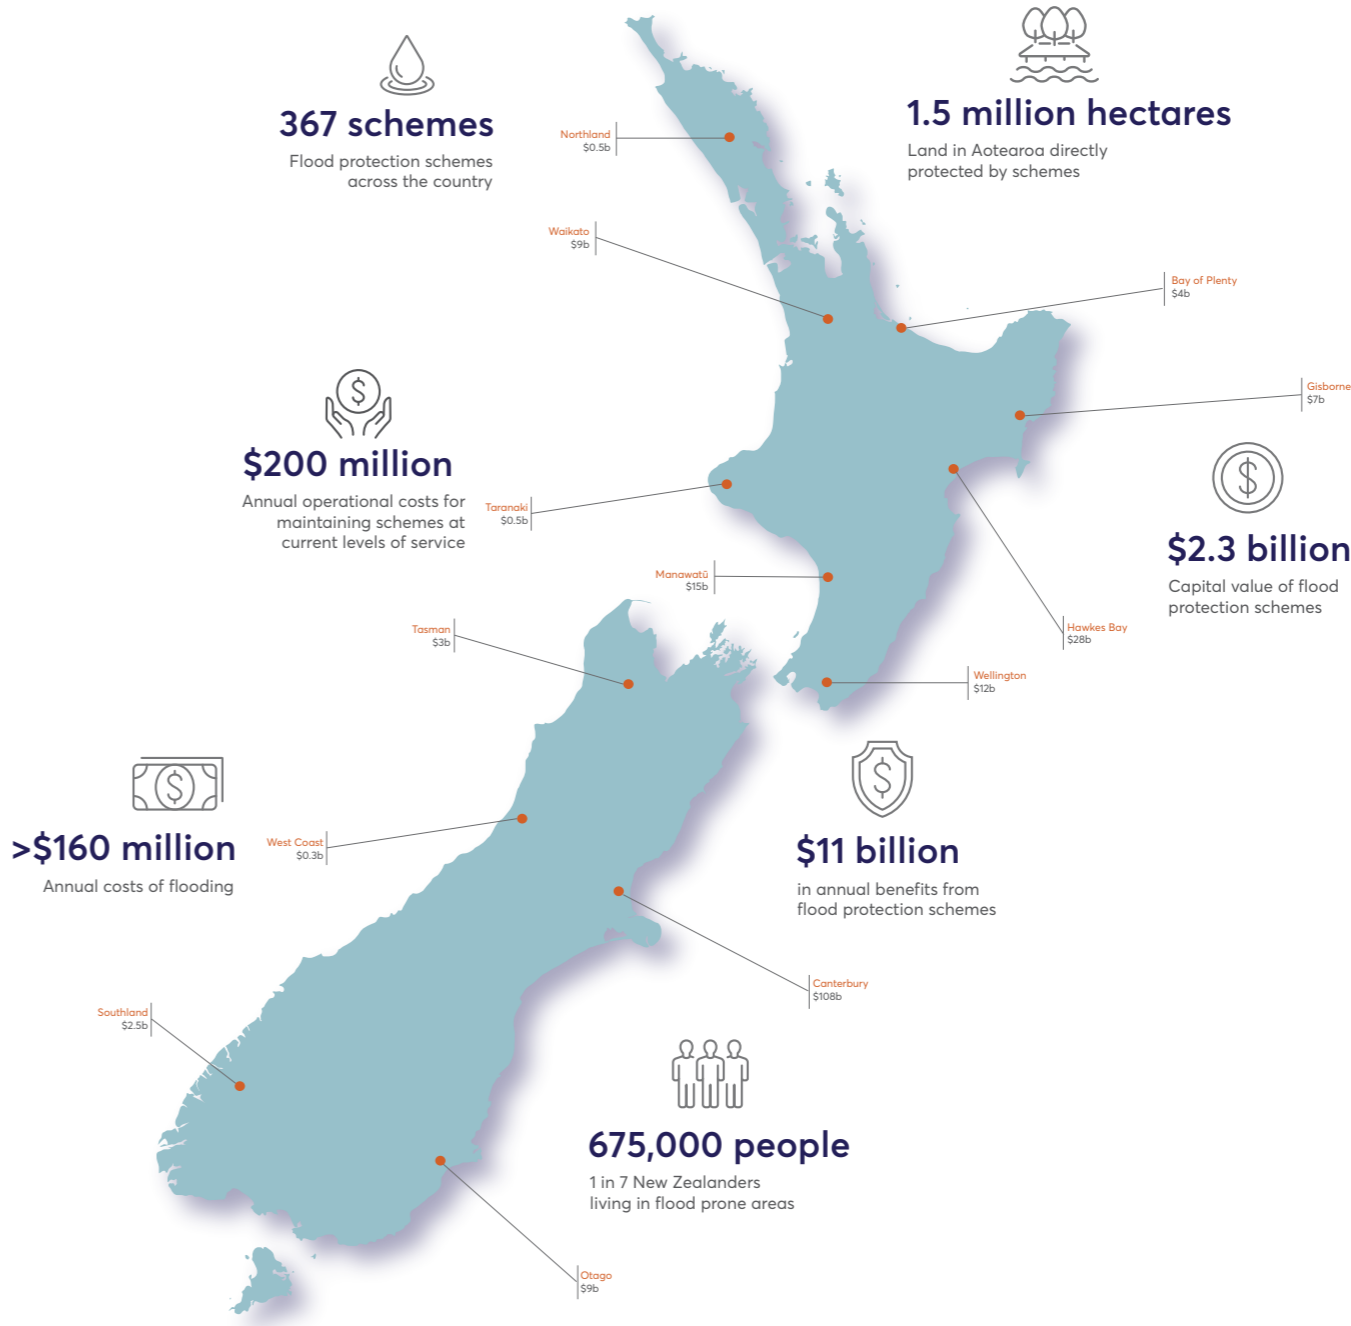 367 schemes
Flood protection schemes
across the country
1.5 million hectares
Land in Aotearoa directly
protected by schemes
Northland
$0.5b
Waikato
$9b
Bay of Plenty
$4b
Gisborne
$7b
$200 million
Annual operational costs for
maintaining schemes at
current levels of service
Taranaki
$0.5b
$2.3 billion
Capital value of flood
protection schemes
Manawatū
$15b
Tasman
$3b
Hawkes Bay
$28b
Wellington
$12b
>$160 million
Annual costs of flooding
West Coast
$0.3b
$11 billion
in annual benefits from
flood protection schemes
Canterbury
$108b
Southland
$2.5b
675,000 people
1 in 7 New Zealanders
living in flood prone areas
Otago
$9b